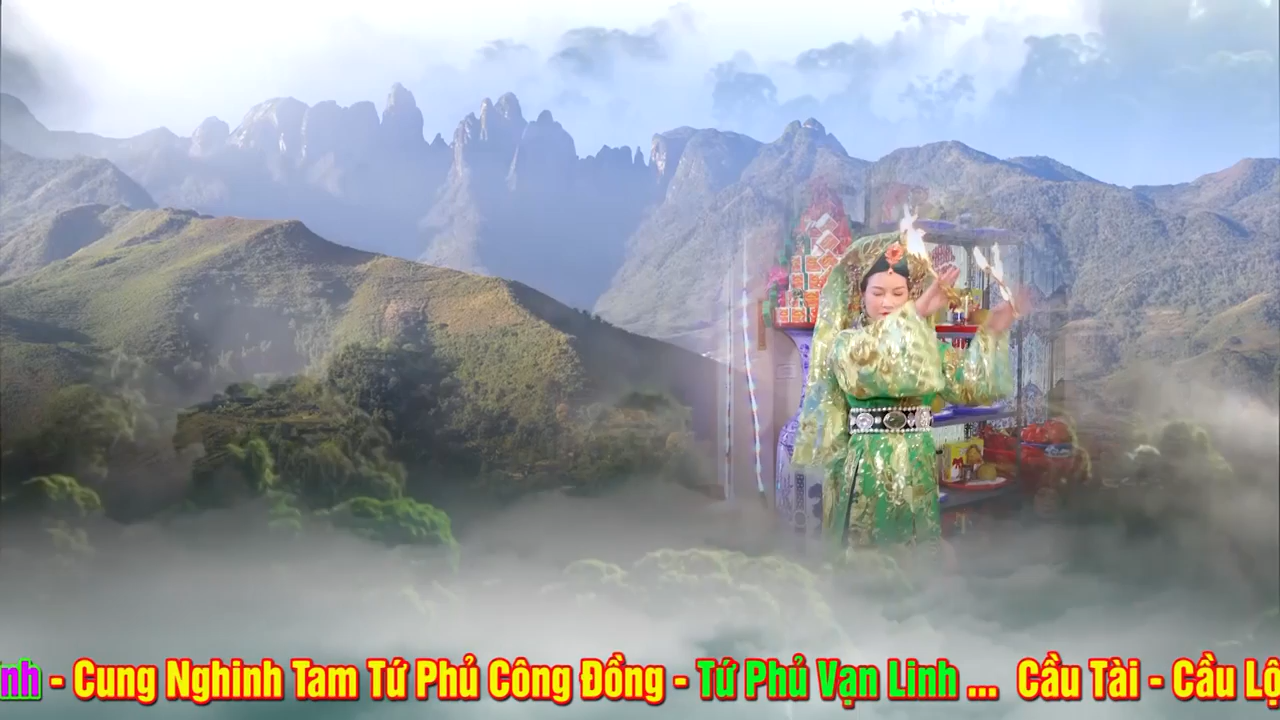 - Cung Nghinh Tam Tứ Phủ Công Đồng - Tứ Phủ Vạn Linh ... Cầu Tài - Cầu